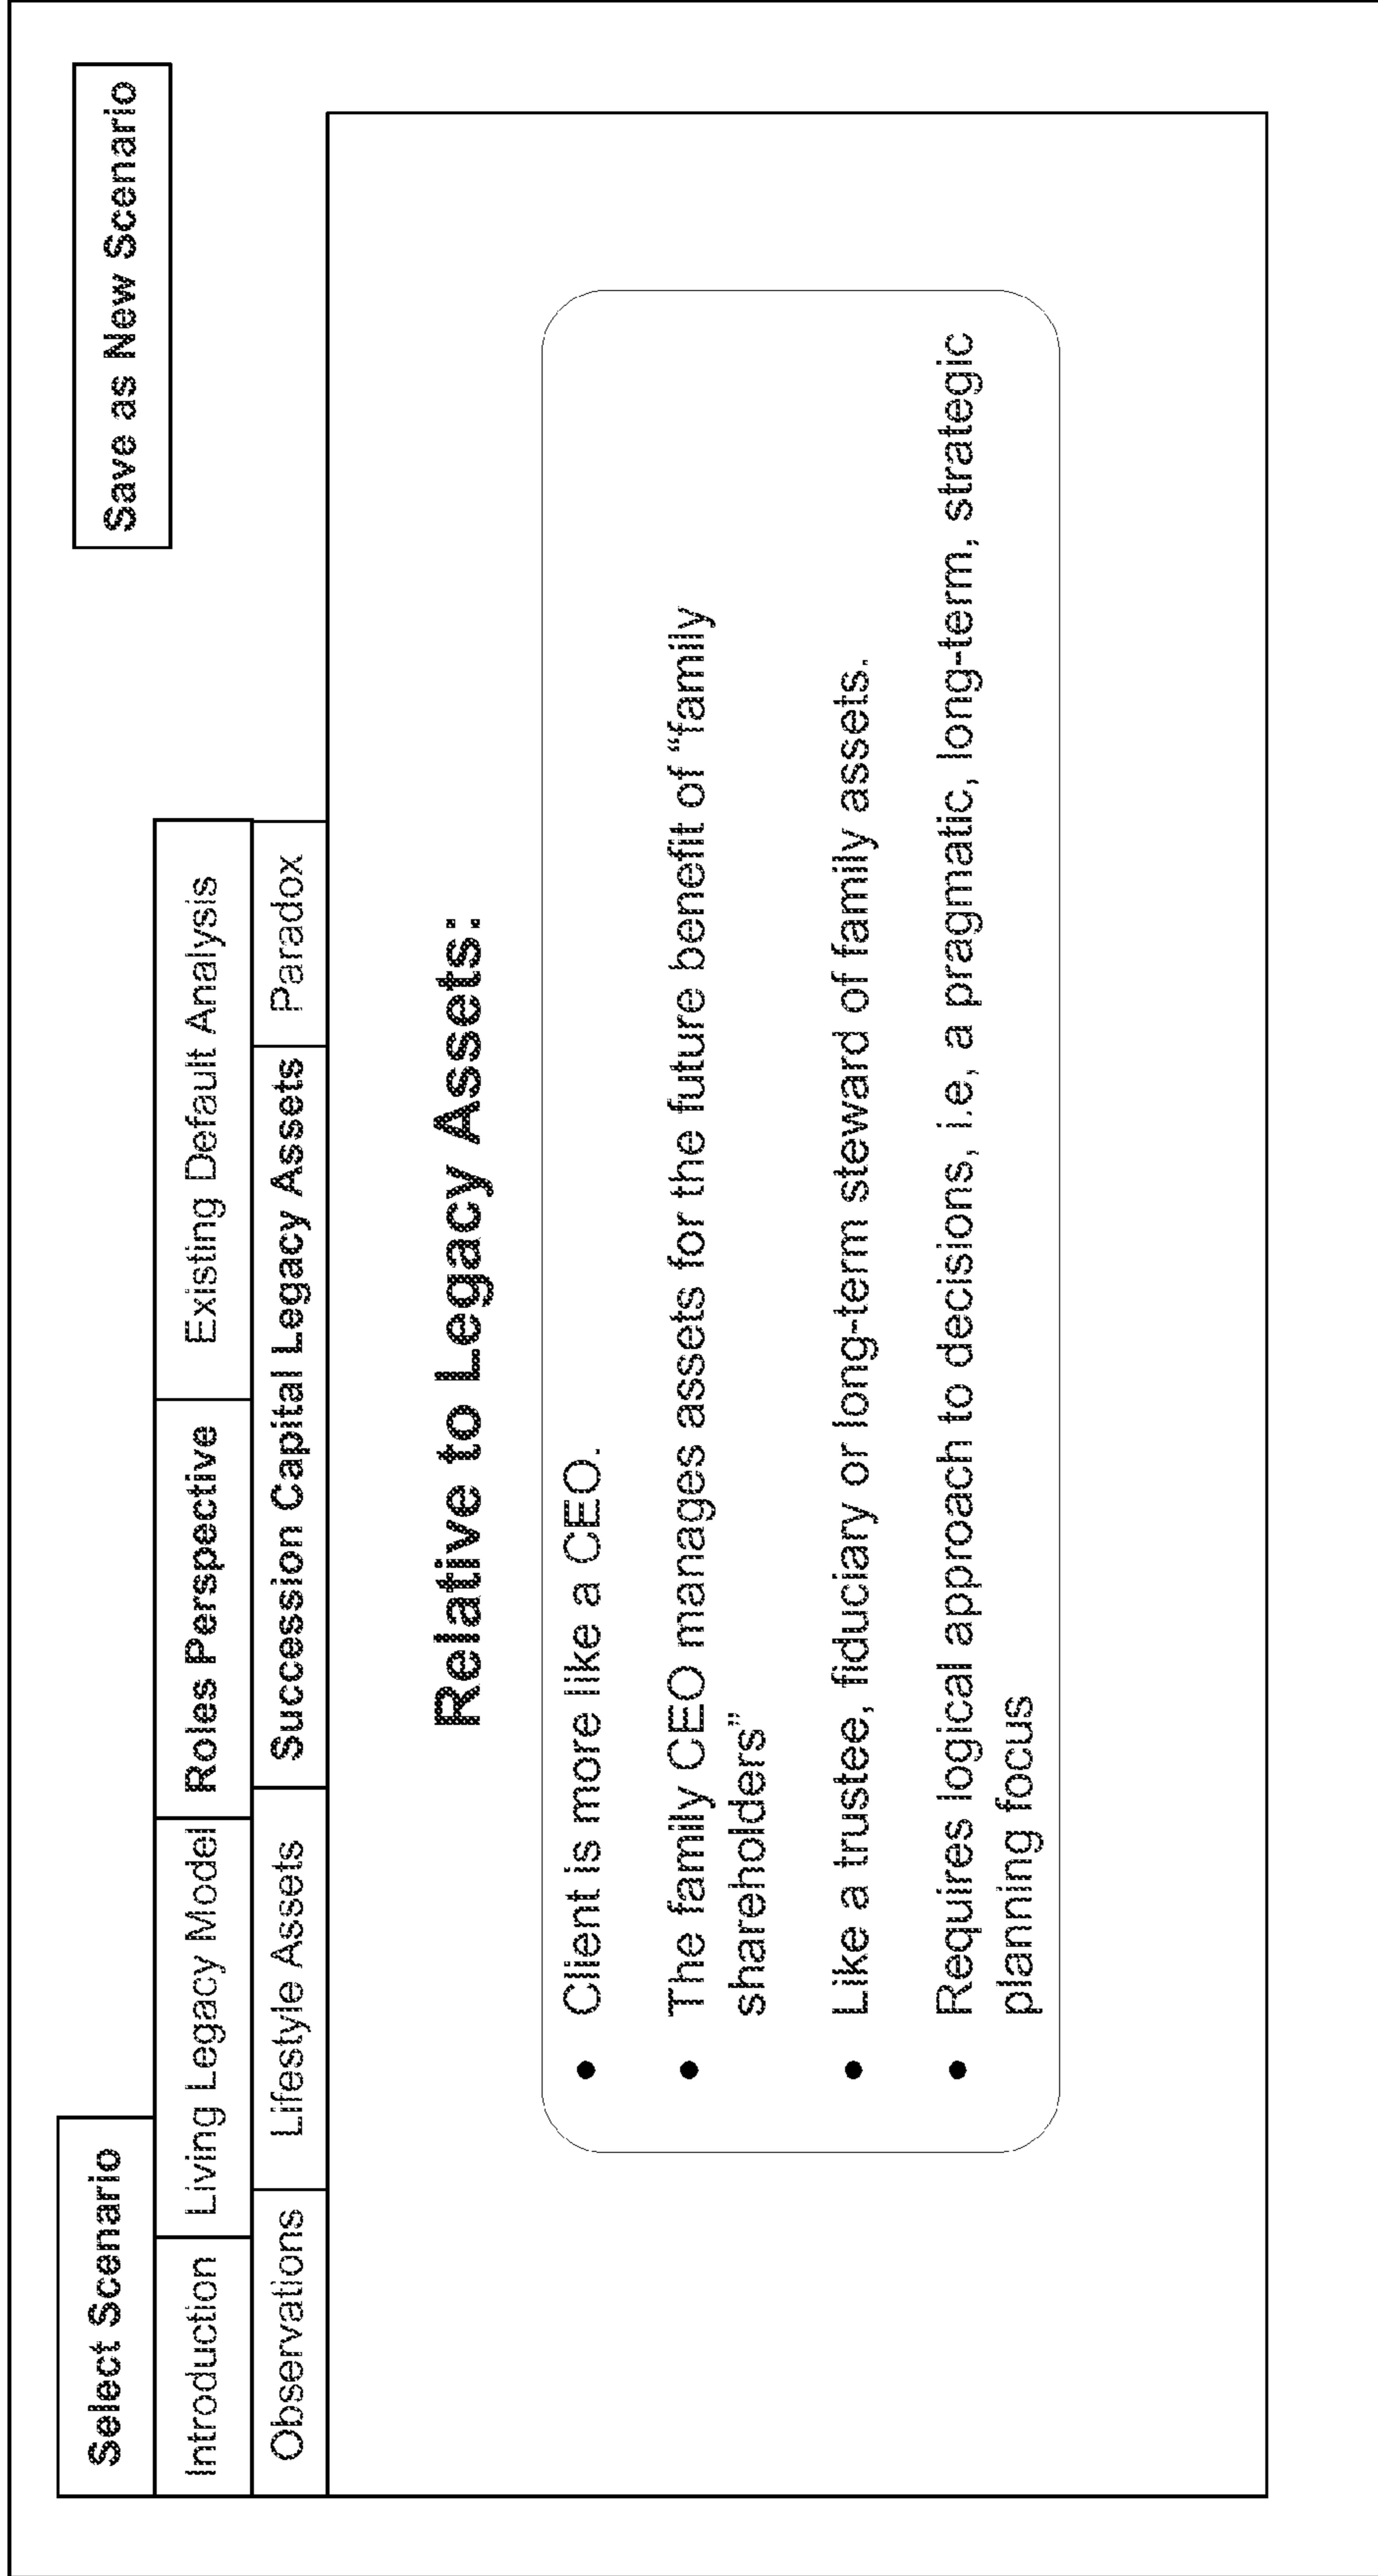 Select Scenario
Save as New Scenario
Introduction
Living Legacy Model
Roles Perspective
Existing Default Analysis
Observations
Lifestyle Assets
Succession Capital Legacy Assets
Paradox
Relative to Legacy Assets:
● Client is more like a CEO.
● The family CEO manages assets for the future benefit of “family
shareholders”
● Like a trustee, fiduciary or long-term steward of family assets.
● Requires logical approach to decisions, i.e, a pragmatic, long-term, strategic
planning focus